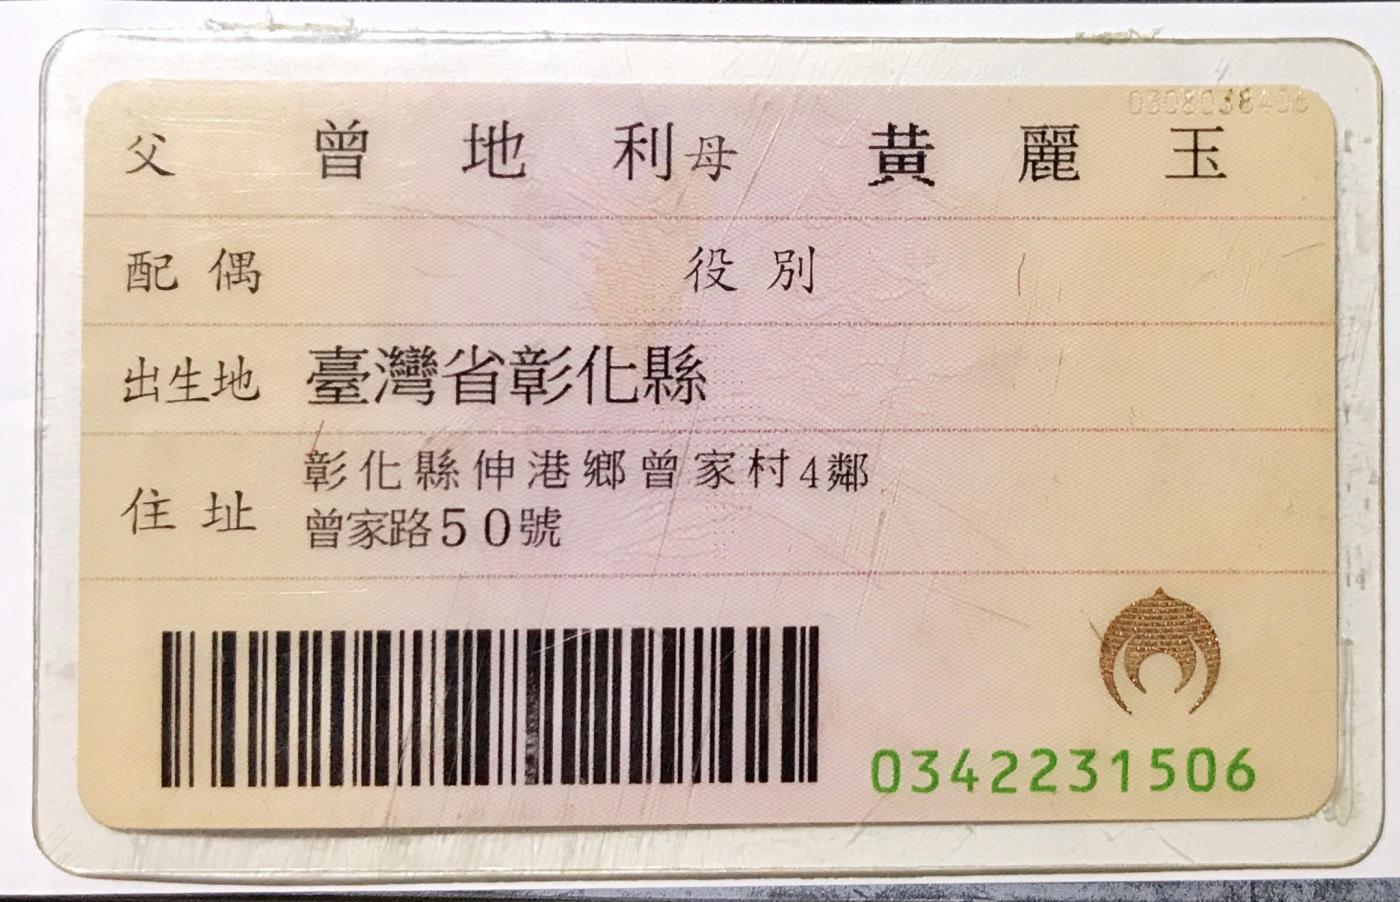 父 曾地利 母 黃麗玉
配偶 役別
出生地 臺灣省彰化縣
住址 彰化縣伸港鄉曾家村4鄰
曾家路50號
0342231506